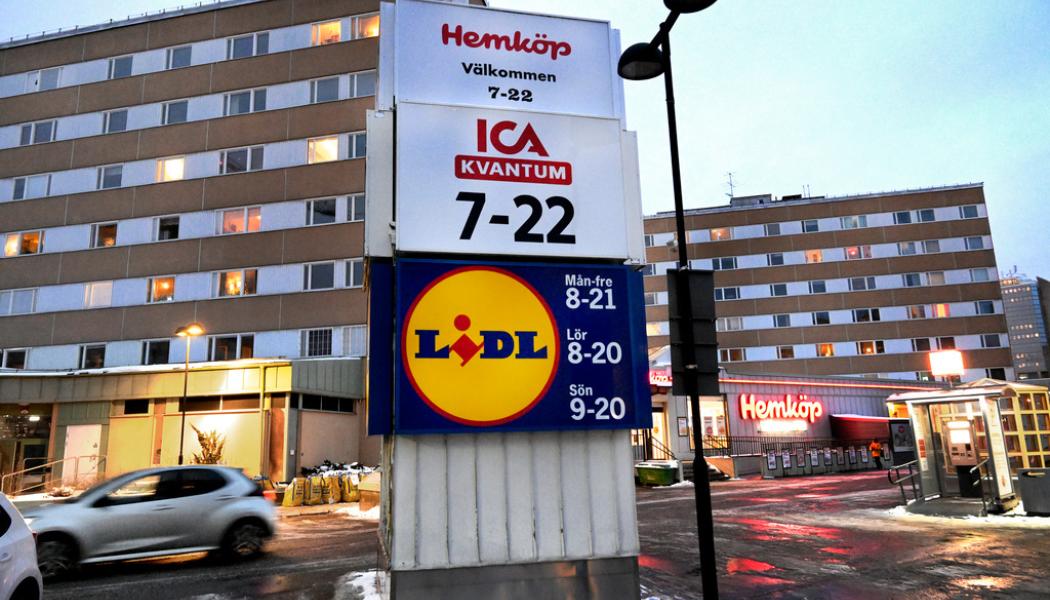 Hemköp
Välkommen
7-22
ICA
KVANTUM
7-22
LIDL
Mån-fre
8-21
Lör
8-20
Sön
9-20
Hemköp